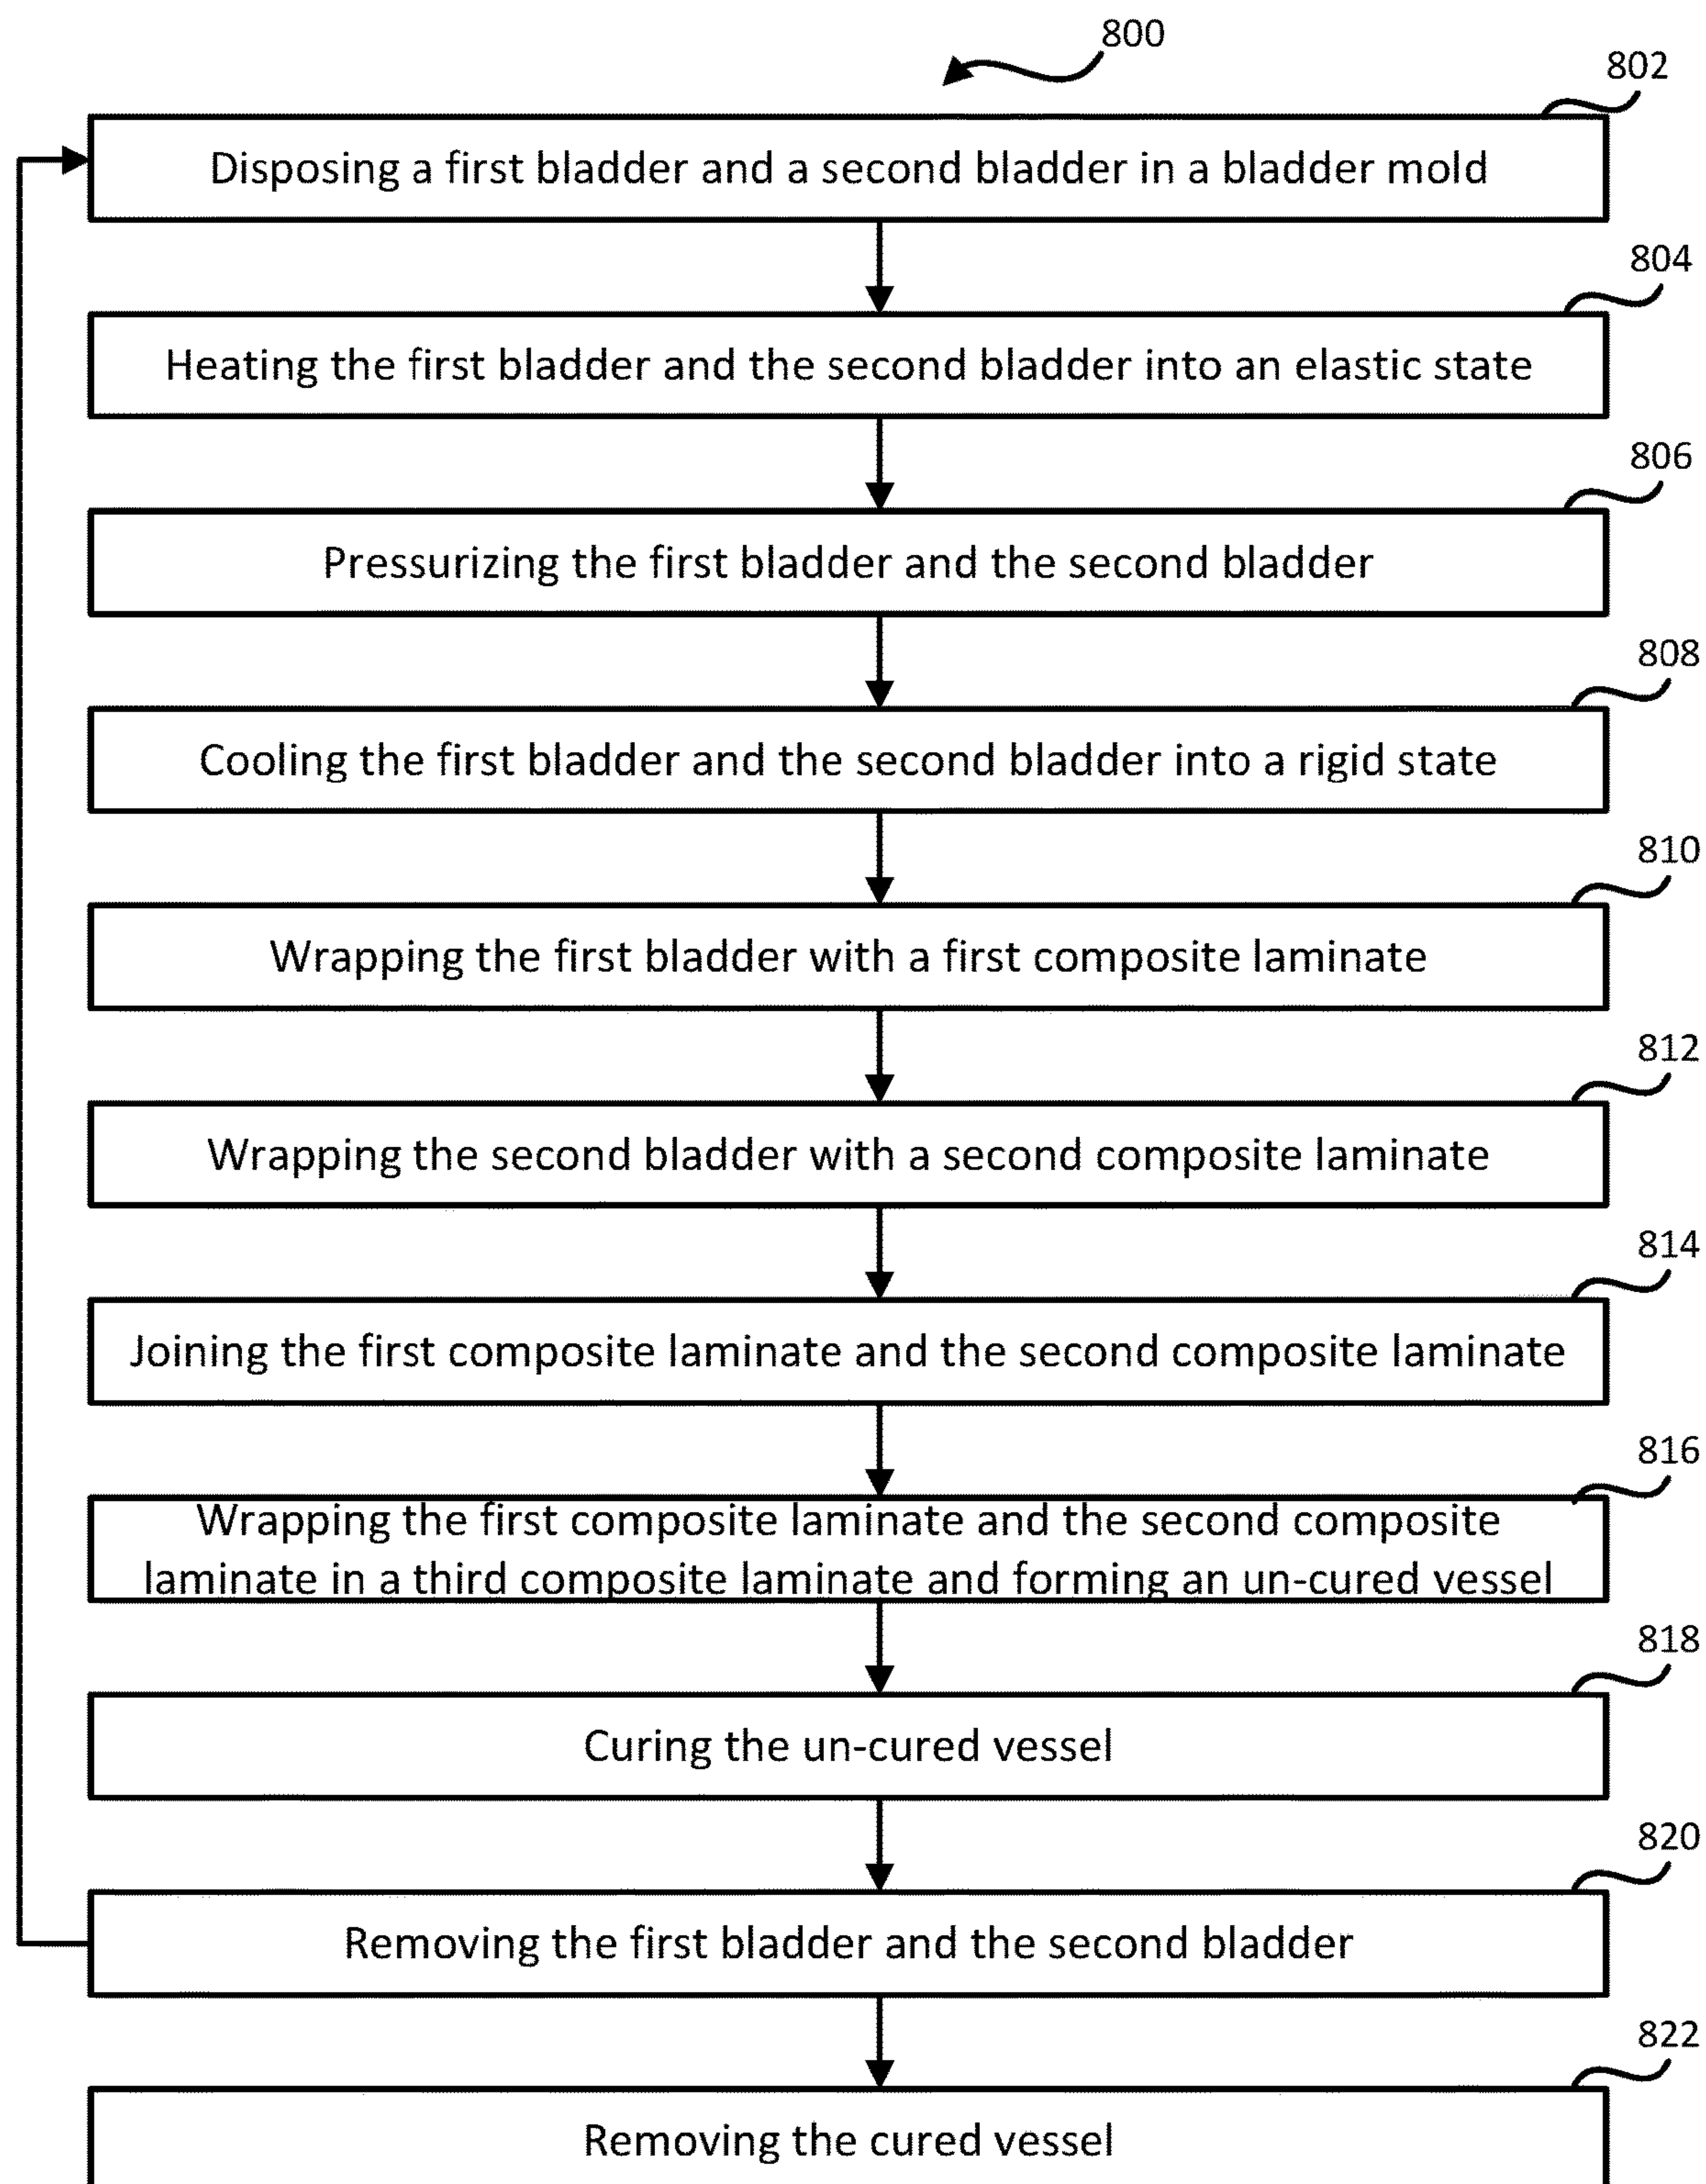 800
802
Disposing a first bladder and a second bladder in a bladder mold
804
Heating the first bladder and the second bladder into an elastic state
806
Pressurizing the first bladder and the second bladder
808
Cooling the first bladder and the second bladder into a rigid state
810
Wrapping the first bladder with a first composite laminate
812
Wrapping the second bladder with a second composite laminate
814
Joining the first composite laminate and the second composite laminate
816
Wrapping the first composite laminate and the second composite
laminate in a third composite laminate and forming an un-cured vessel
818
Curing the un-cured vessel
820
Removing the first bladder and the second bladder
822
Removing the cured vessel